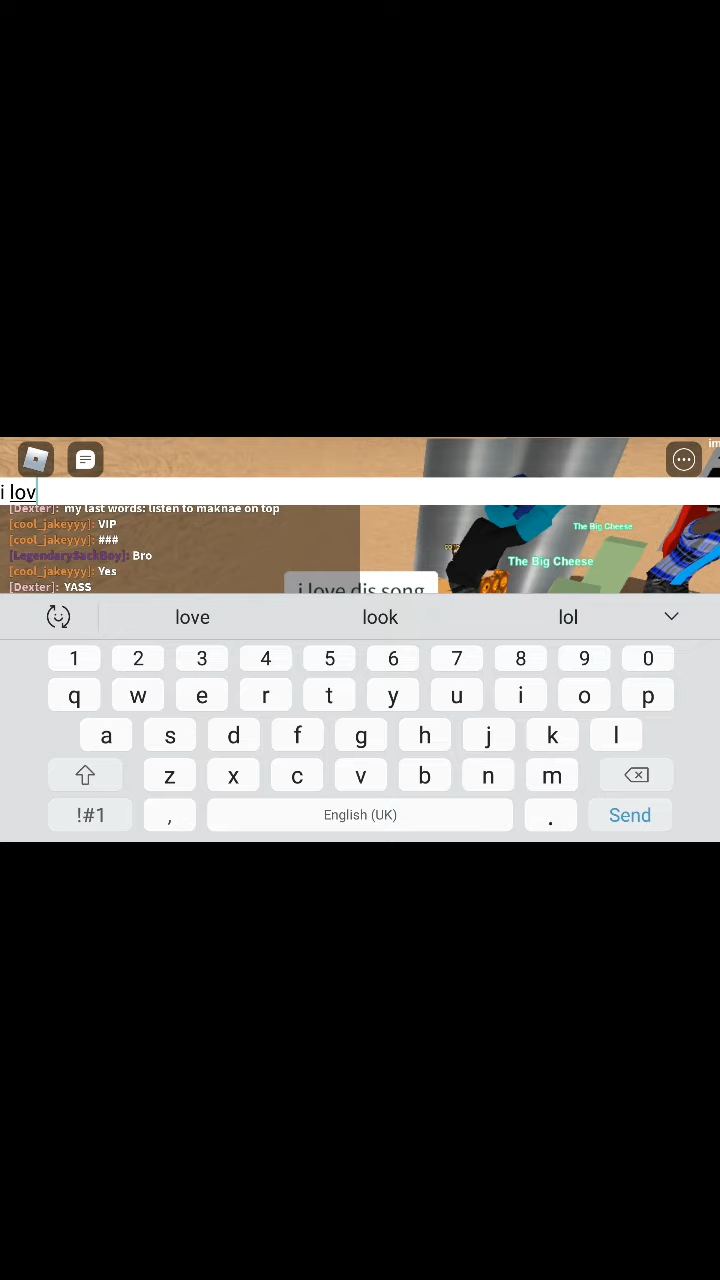 im
i lov
[Dexter]: my last words: listen to maknae on top
[cool_jakeyyy]: VIP
[cool_jakeyyy]: ###
[LegendarySackBoy]: Bro
[cool_jakeyyy]: Yes
[Dexter]: YASS
The Big Cheese
The Big Cheese
i love dis song
love look lol
1 2 3 4 5 6 7 8 9 0
q w e r t y u i o p
a s d f g h j k l
z x c v b n m
!#1 , English (UK) . Send